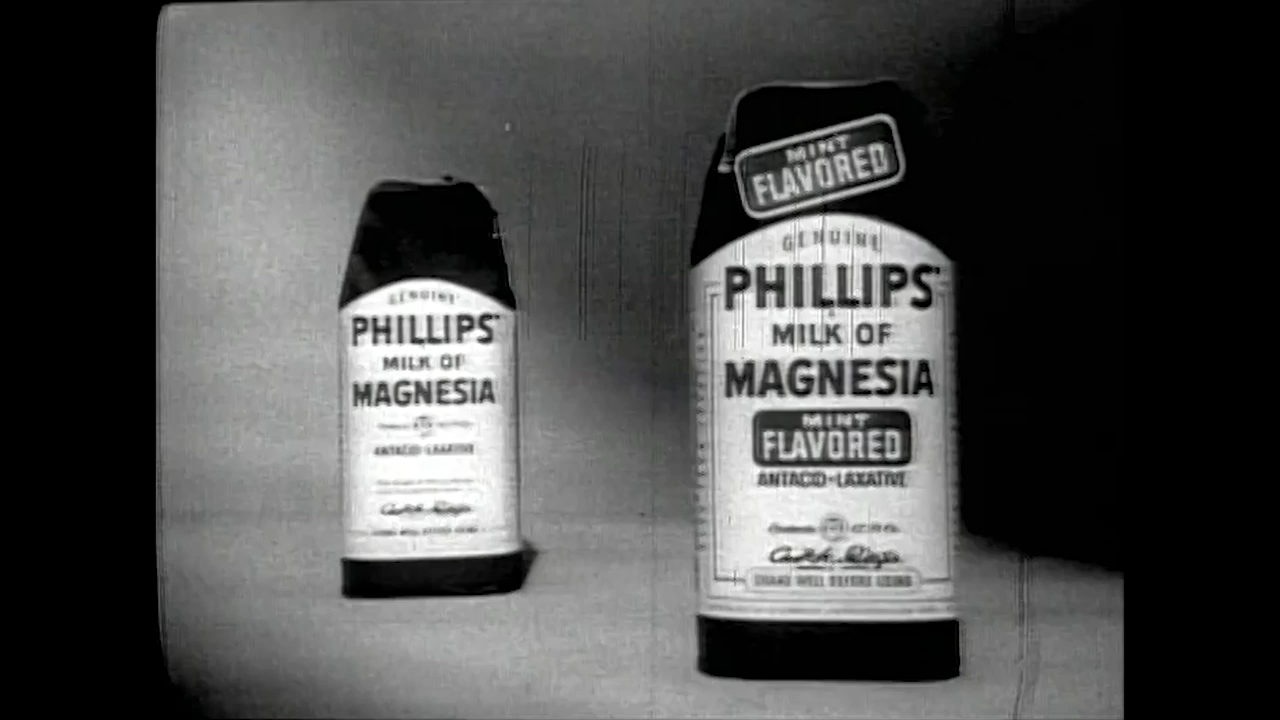 GENUINE
PHILLIPS'
MILK OF
MAGNESIA
ANTACID-LAXATIVE
MINT
FLAVORED
GENUINE
PHILLIPS'
MILK OF
MAGNESIA
MINT
FLAVORED
ANTACID-LAXATIVE
SHAKE WELL BEFORE USING